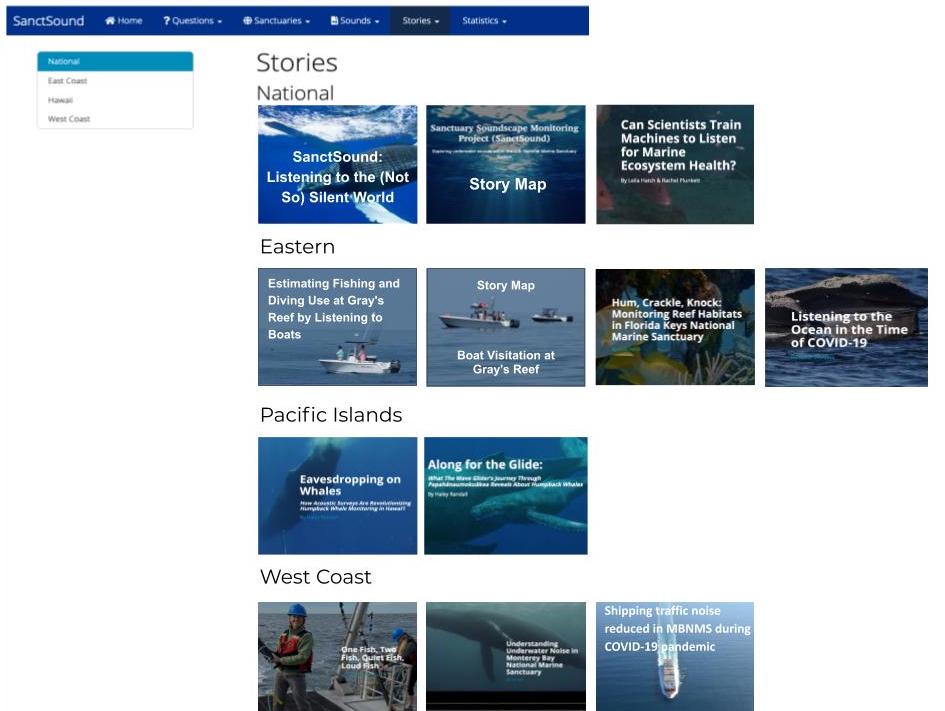 SanctSound Home ? Questions Sanctuaries Sounds Stories Statistics
National
East Coast
Hawaii
West Coast
Stories
National
SanctSound:
Listening to the (Not
So) Silent World
Sanctuary Soundscape Monitoring
Project (SanctSound)
Story Map
Can Scientists Train
Machines to Listen
for Marine
Ecosystem Health?
By Leila Hatch & Rachel Plunkett
Eastern
Estimating Fishing and
Diving Use at Gray's
Reef by Listening to
Boats
Story Map
Boat Visitation at
Gray's Reef
Hum, Crackle, Knock:
Monitoring Reef Habitats
in Florida Keys National
Marine Sanctuary
Listening to the
Ocean in the Time
of COVID-19
Pacific Islands
Eavesdropping on
Whales
How Acoustic Surveys Are Revolutionizing
Humpback Whale Monitoring in Hawai'i
Along for the Glide:
What The Wave Glider's Journey Through
Papahānaumokuākea Reveals About Humpback Whales
By Haley Randall
West Coast
One Fish, Two
Fish, Quiet Fish,
Loud Fish
Understanding
Underwater Noise in
Monterey Bay
National Marine
Sanctuary
Shipping traffic noise
reduced in MBNMS during
COVID-19 pandemic